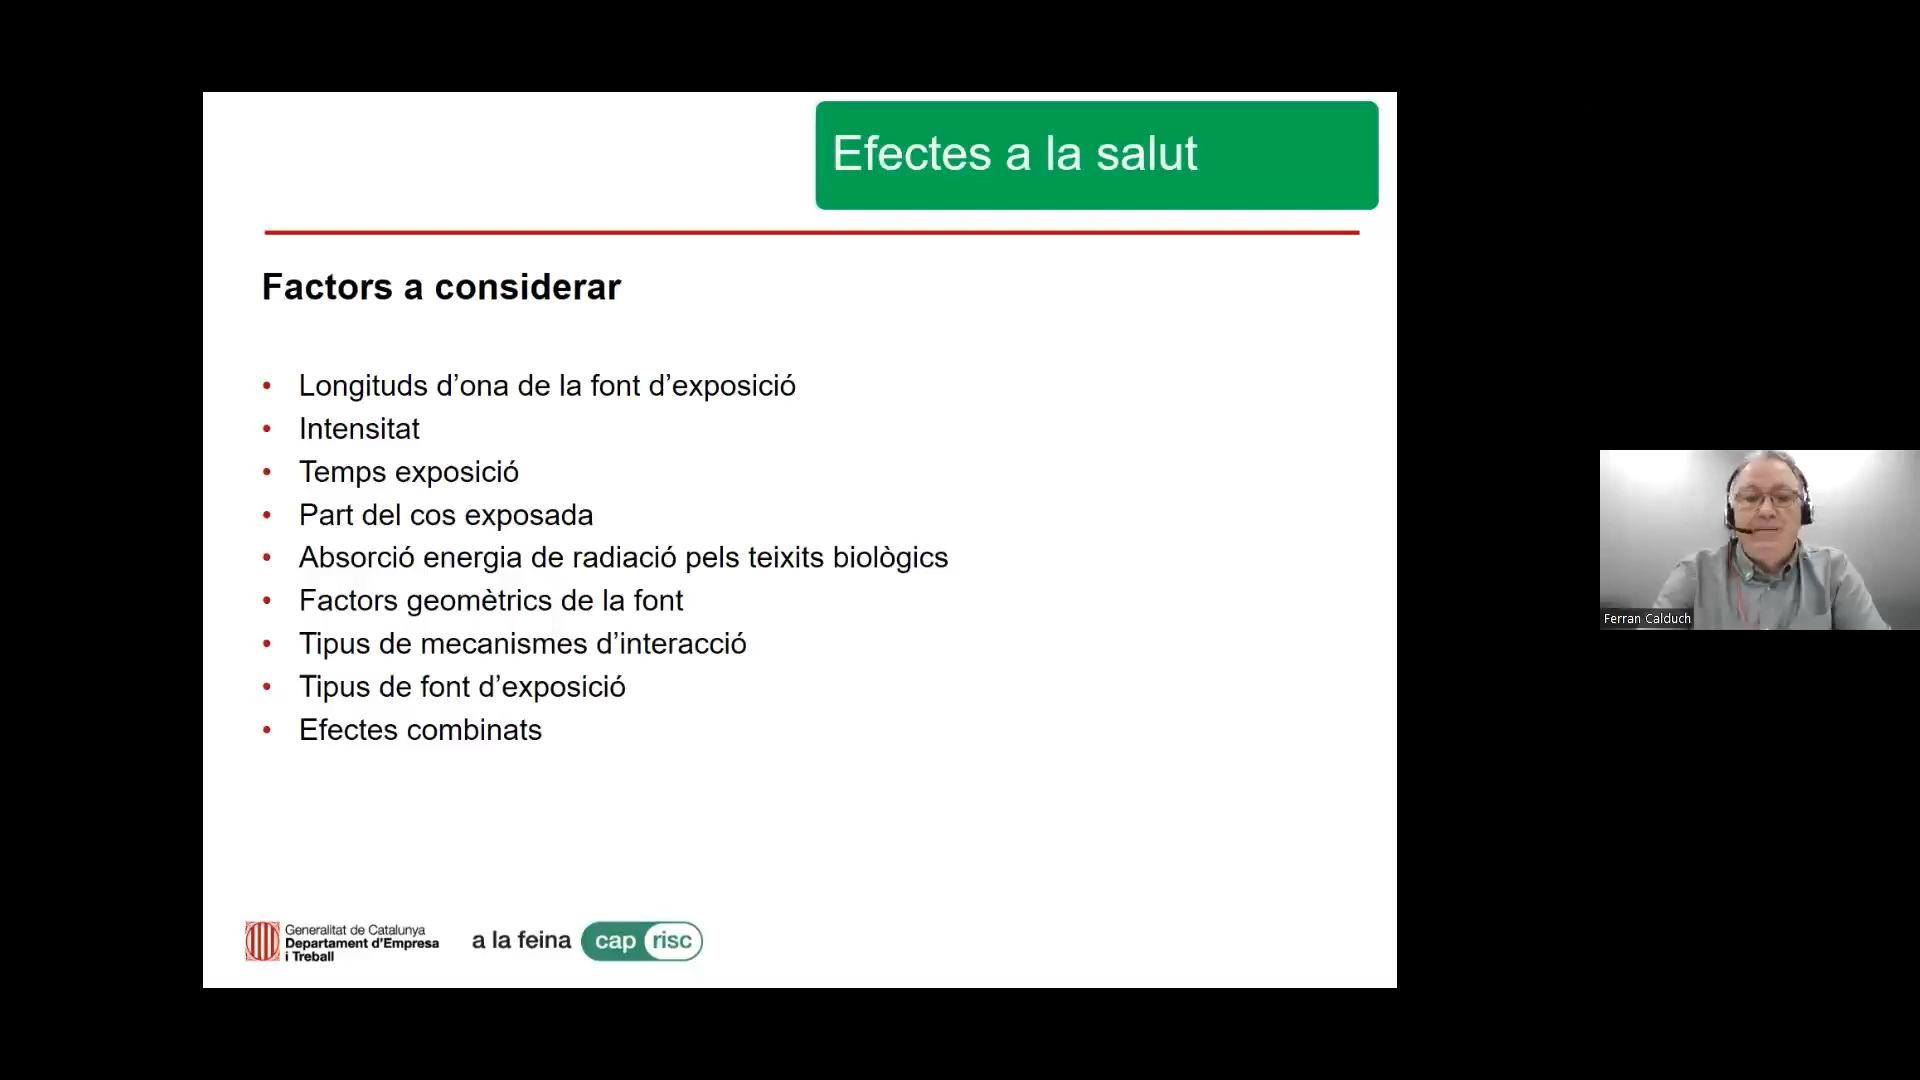 Efectes a la salut
Factors a considerar
• Longituds d’ona de la font d’exposició
• Intensitat
• Temps exposició
• Part del cos exposada
• Absorció energia de radiació pels teixits biològics
• Factors geomètrics de la font
• Tipus de mecanismes d’interacció
• Tipus de font d’exposició
• Efectes combinats
Ferran Calduch
Generalitat de Catalunya
Departament d’Empresa
i Treball
a la feina cap risc